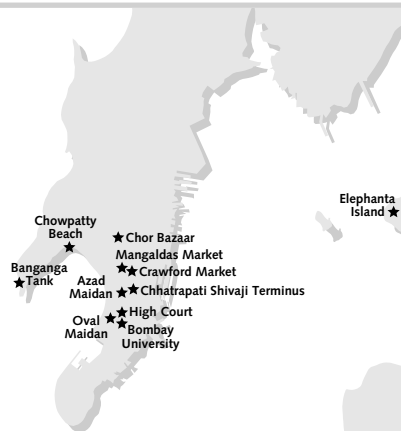 Elephanta
Island
Chowpatty
Beach
Chor Bazaar
Mangaldas Market
Banganga
Tank
Crawford Market
Azad
Maidan
Chhatrapati Shivaji Terminus
High Court
Oval
Maidan
Bombay
University